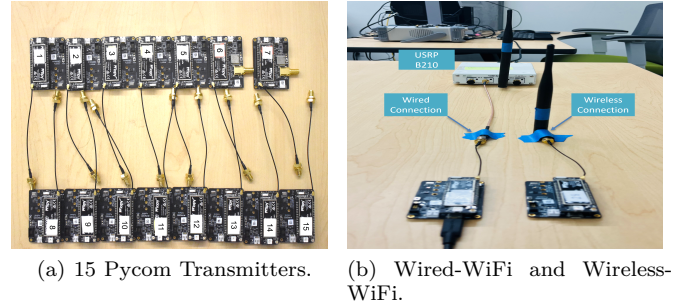 1
2
3
4
5
6
7
8
9
10
11
12
13
14
15
USRP
B210
Wired
Connection
Wireless
Connection
(a) 15 Pycom Transmitters.
(b) Wired-WiFi and Wireless-
WiFi.